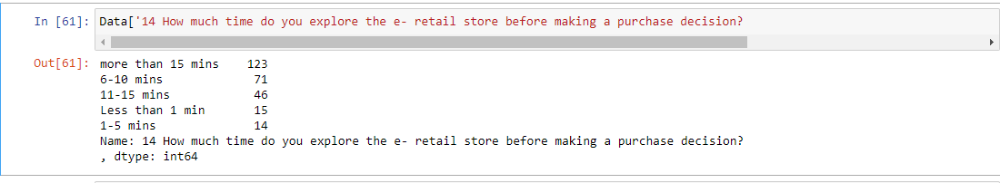 In [61]: Data['14 How much time do you explore the e- retail store before making a purchase decision?
Out[61]: more than 15 mins    123
6-10 mins              71
11-15 mins             46
Less than 1 min        15
1-5 mins               14
Name: 14 How much time do you explore the e- retail store before making a purchase decision?
, dtype: int64